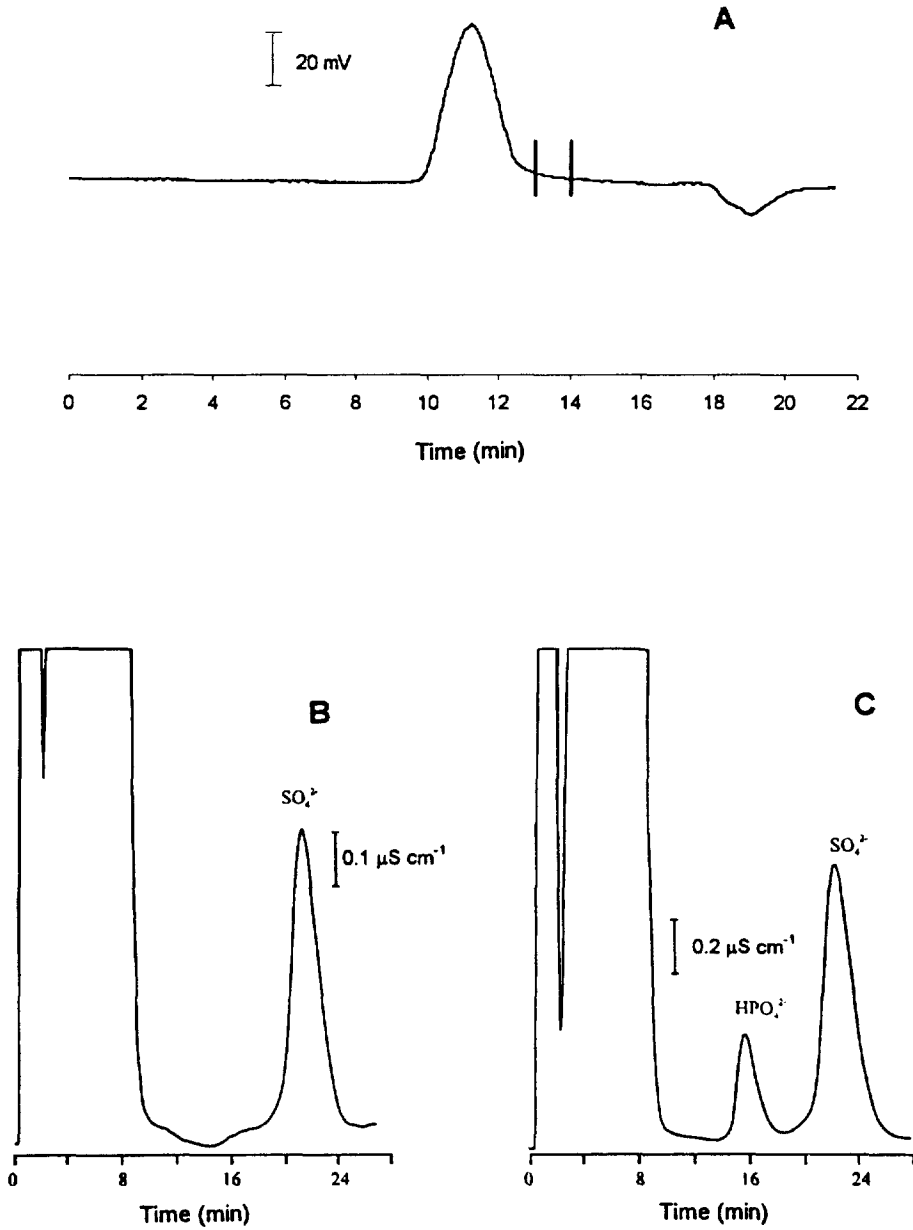 A
20 mV
0 2 4 6 8 10 12 14 16 18 20 22
Time (min)
B
SO₄²⁻
0.1 μS cm⁻¹
0 8 16 24
Time (min)
C
SO₄²⁻
0.2 μS cm⁻¹
HPO₄²⁻
0 8 16 24
Time (min)